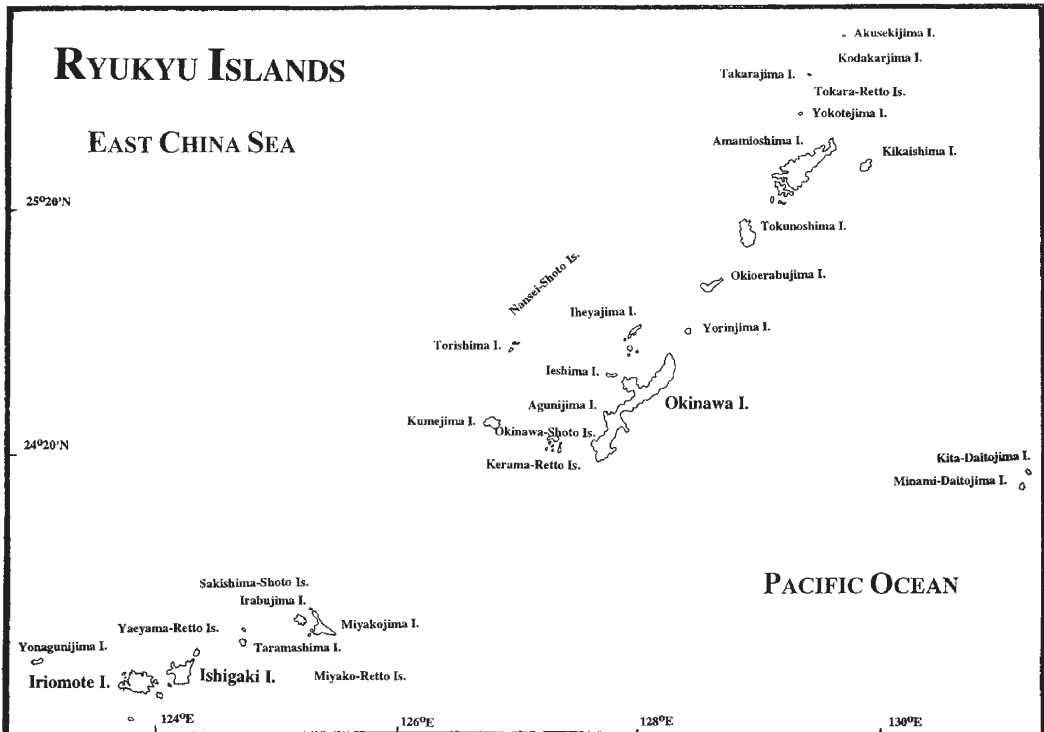 RYUKYU ISLANDS
EAST CHINA SEA
Akusekijima I.
Kodakarjima I.
Takarajima I.
Tokara-Retto Is.
Yokotejima I.
Amamioshima I.
Kikaishima I.
25°20'N
Tokunoshima I.
Nansei-Shoto Is.
Okioerabujima I.
Iheyajima I.
Yorinjima I.
Torishima I.
Ieshima I.
Agunijima I.
Okinawa I.
Kumejima I.
Okinawa-Shoto Is.
24°20'N
Kerama-Retto Is.
Kita-Daitojima I.
Minami-Daitojima I.
PACIFIC OCEAN
Sakishima-Shoto Is.
Irabujima I.
Yaeyama-Retto Is.
Miyakojima I.
Yonagunijima I.
Taramashima I.
Iriomote I.
Ishigaki I.
Miyako-Retto Is.
124°E
126°E
128°E
130°E